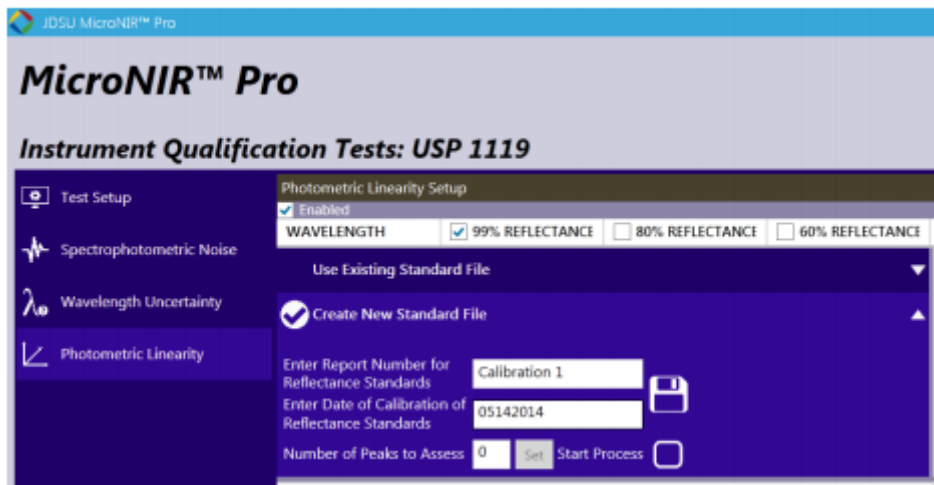 JDSU MicroNIR™ Pro
MicroNIR™ Pro
Instrument Qualification Tests: USP 1119
Test Setup
Spectrophotometric Noise
Wavelength Uncertainty
Photometric Linearity
Photometric Linearity Setup
Enabled
WAVELENGTH 99% REFLECTANCE 80% REFLECTANCE 60% REFLECTANCE
Use Existing Standard File
Create New Standard File
Enter Report Number for
Reflectance Standards
Calibration 1
Enter Date of Calibration of
Reflectance Standards
05142014
Number of Peaks to Assess 0 Set Start Process